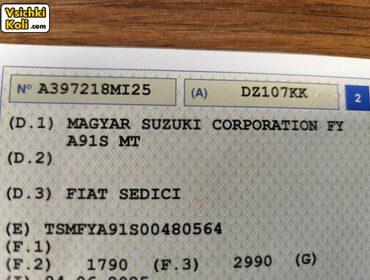 Vsichki
Koli.com
Nº A397218MI25 (A) DZ107KK 2
(D.1) MAGYAR SUZUKI CORPORATION FY
A91S MT
(D.2)
(D.3) FIAT SEDICI
(E) TSMFYA91S00480564
(F.1)
(F.2) 1790 (F.3) 2990 (G)